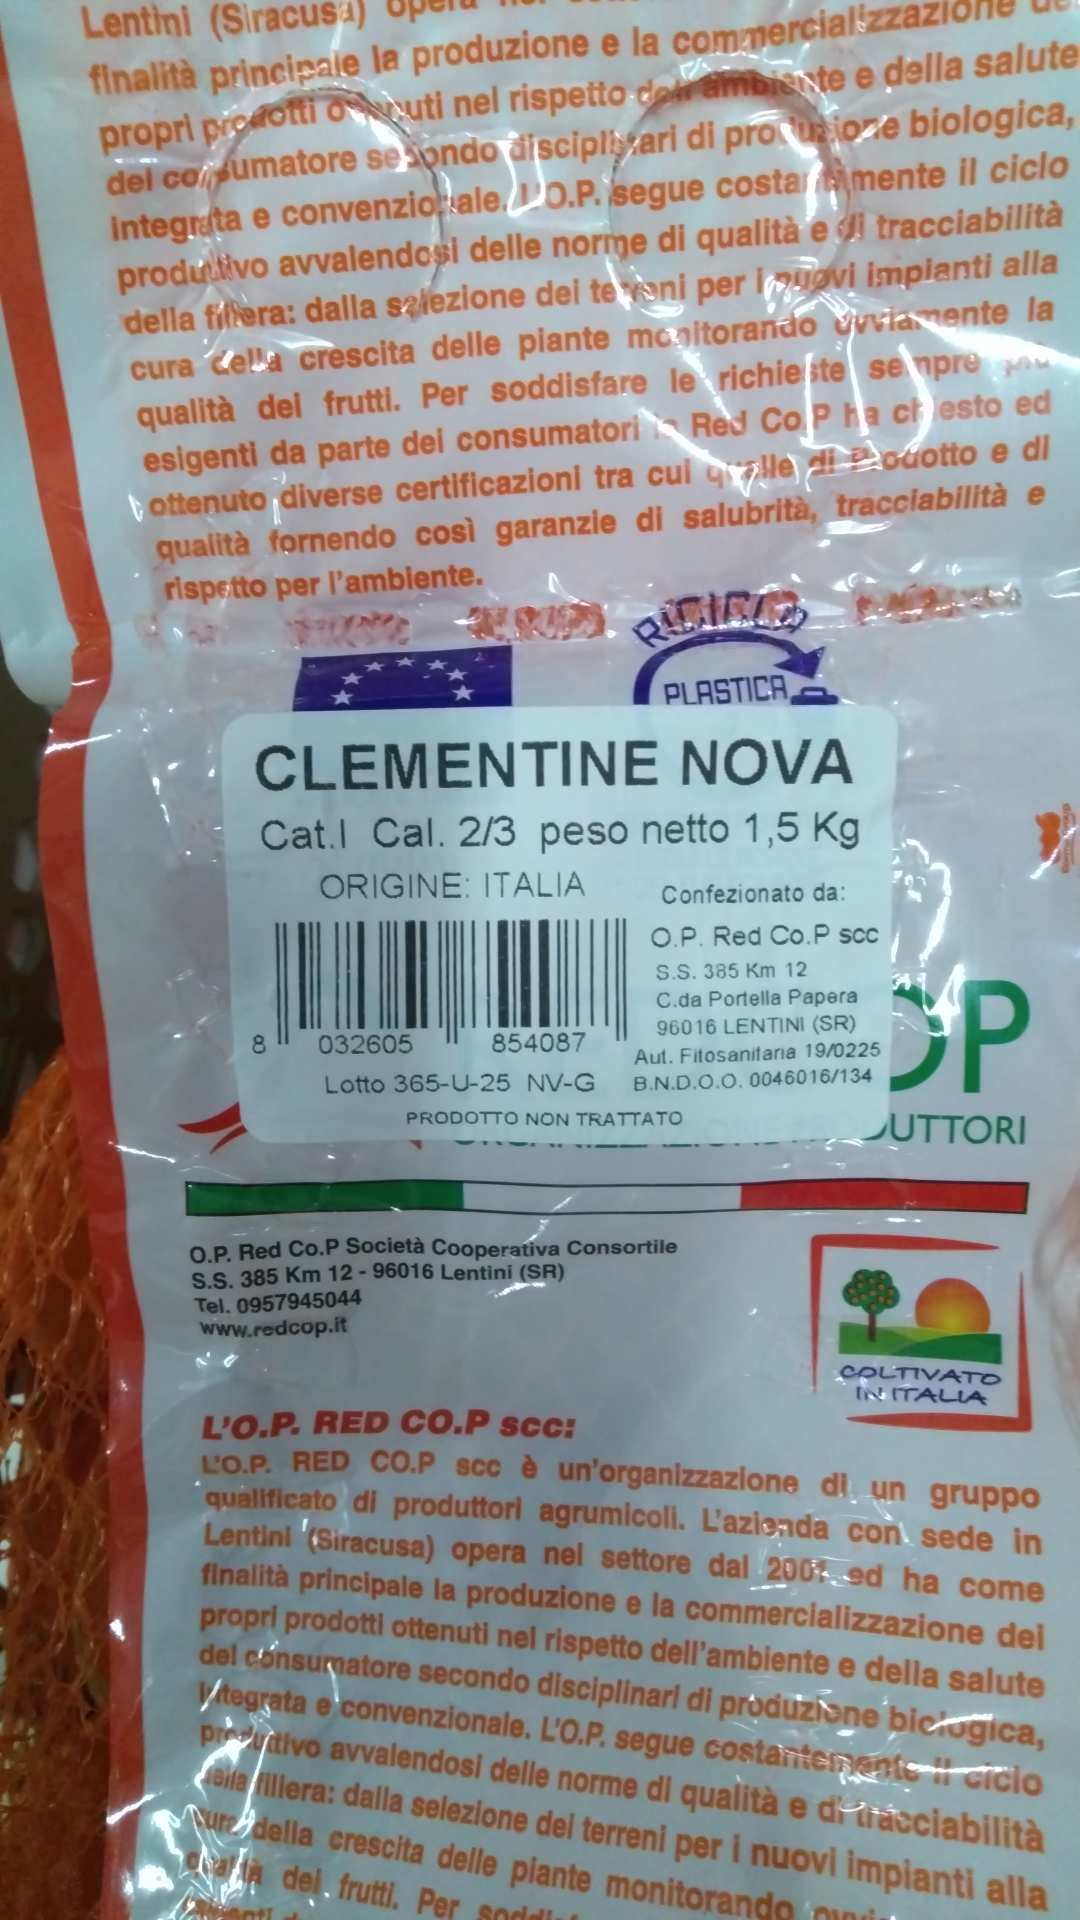 Lentini (Siracusa) opera
finalità principale la produzione e la commercializzazione
propri prodotti ottenuti nel rispetto dell'ambiente e della salute
del consumatore secondo disciplinari di produzione biologica,
integrata e convenzionale. L'O.P. segue costantemente il ciclo
produttivo avvalendosi delle norme di qualità e di tracciabilità
della filiera: dalla selezione dei terreni per i nuovi impianti alla
cura della crescita delle piante monitorando ovviamente la
qualità dei frutti. Per soddisfare le richieste sempre più
esigenti da parte dei consumatori la Red Co.P ha chiesto ed
ottenuto diverse certificazioni tra cui quelle di Prodotto e di
qualità fornendo così garanzie di salubrità, tracciabilità e
rispetto per l'ambiente.
RICICLA
PLASTICA
CLEMENTINE NOVA
Cat.I Cal. 2/3 peso netto 1,5 Kg
ORIGINE: ITALIA
Confezionato da:
O.P. Red Co.P scc
S.S. 385 Km 12
C.da Portella Papera
96016 LENTINI (SR)
Aut. Fitosanitaria 19/0225
B.N.D.O.O. 0046016/134
8 032605 854087
Lotto 365-U-25 NV-G
PRODOTTO NON TRATTATO
OP
UTTORI
O.P. Red Co.P Società Cooperativa Consortile
S.S. 385 Km 12 - 96016 Lentini (SR)
Tel. 0957945044
www.redcop.it
COLTIVATO
IN ITALIA
L'O.P. RED CO.P scc:
L'O.P. RED CO.P scc è un'organizzazione di un gruppo
qualificato di produttori agrumicoli. L'azienda con sede in
Lentini (Siracusa) opera nel settore dal 2001 ed ha come
finalità principale la produzione e la commercializzazione dei
propri prodotti ottenuti nel rispetto dell'ambiente e della salute
del consumatore secondo disciplinari di produzione biologica,
integrata e convenzionale. L'O.P. segue costantemente il ciclo
produttivo avvalendosi delle norme di qualità e di tracciabilità
della filiera: dalla selezione dei terreni per i nuovi impianti alla
cura della crescita delle piante monitorando
qualità dei frutti. Per